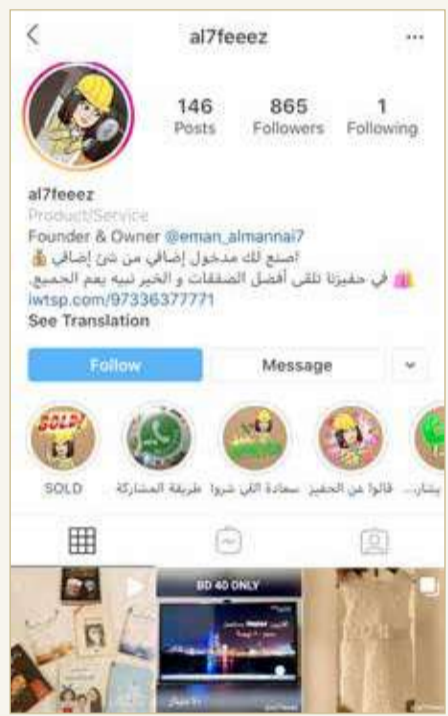 al7feeez
146 865 1
Posts Followers Following
al7feeez
Product/Service
Founder & Owner @eman_almannai7
اصنع لك مدخول إضافي من شئ إضافي
في حفيزنا تلقى أفضل الصفقات و الخير نبيه يعم الجميع.
iwtsp.com/97336377771
See Translation
Follow Message
SOLD!
SOLD طريقة المشاركة سعادة اللي شروا قالوا عن الحفيز
BD 40 ONLY